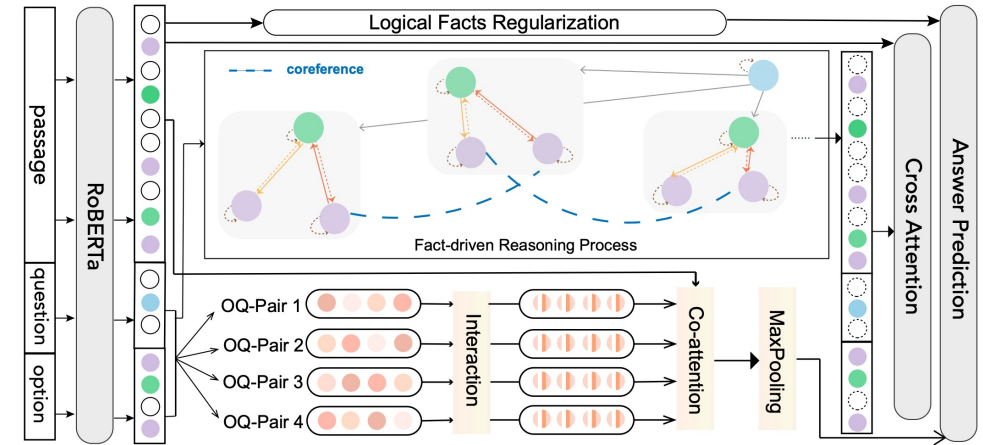 passage
question
option
RoBERTa
Logical Facts Regularization
coreference
Fact-driven Reasoning Process
OQ-Pair 1
OQ-Pair 2
OQ-Pair 3
OQ-Pair 4
Interaction
Co-attention
MaxPooling
Cross Attention
Answer Prediction